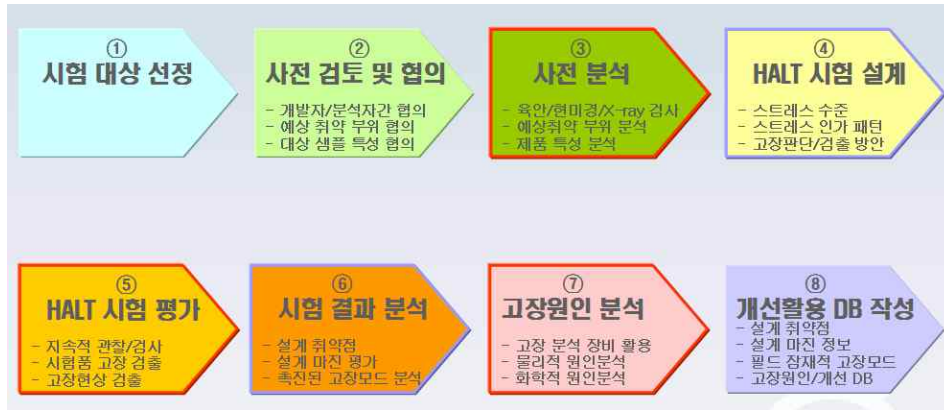 ①
시험 대상 선정
②
사전 검토 및 협의
- 개발자/분석자간 협의
- 예상 취약 부위 협의
- 대상 샘플 특성 협의
③
사전 분석
- 육안/현미경/X-ray 검사
- 예상취약 부위 분석
- 제품 특성 분석
④
HALT 시험 설계
- 스트레스 수준
- 스트레스 인가 패턴
- 고장판단/검출 방안
⑤
HALT 시험 평가
- 지속적 관찰/검사
- 시험품 고장 검출
- 고장현상 검출
⑥
시험 결과 분석
- 설계 취약점
- 설계 마진 평가
- 촉진된 고장모드 분석
⑦
고장원인 분석
- 고장 분석 장비 활용
- 물리적 원인분석
- 화학적 원인분석
⑧
개선활용 DB 작성
- 설계 취약점
- 설계 마진 정보
- 필드 잠재적 고장모드
- 고장원인/개선 DB